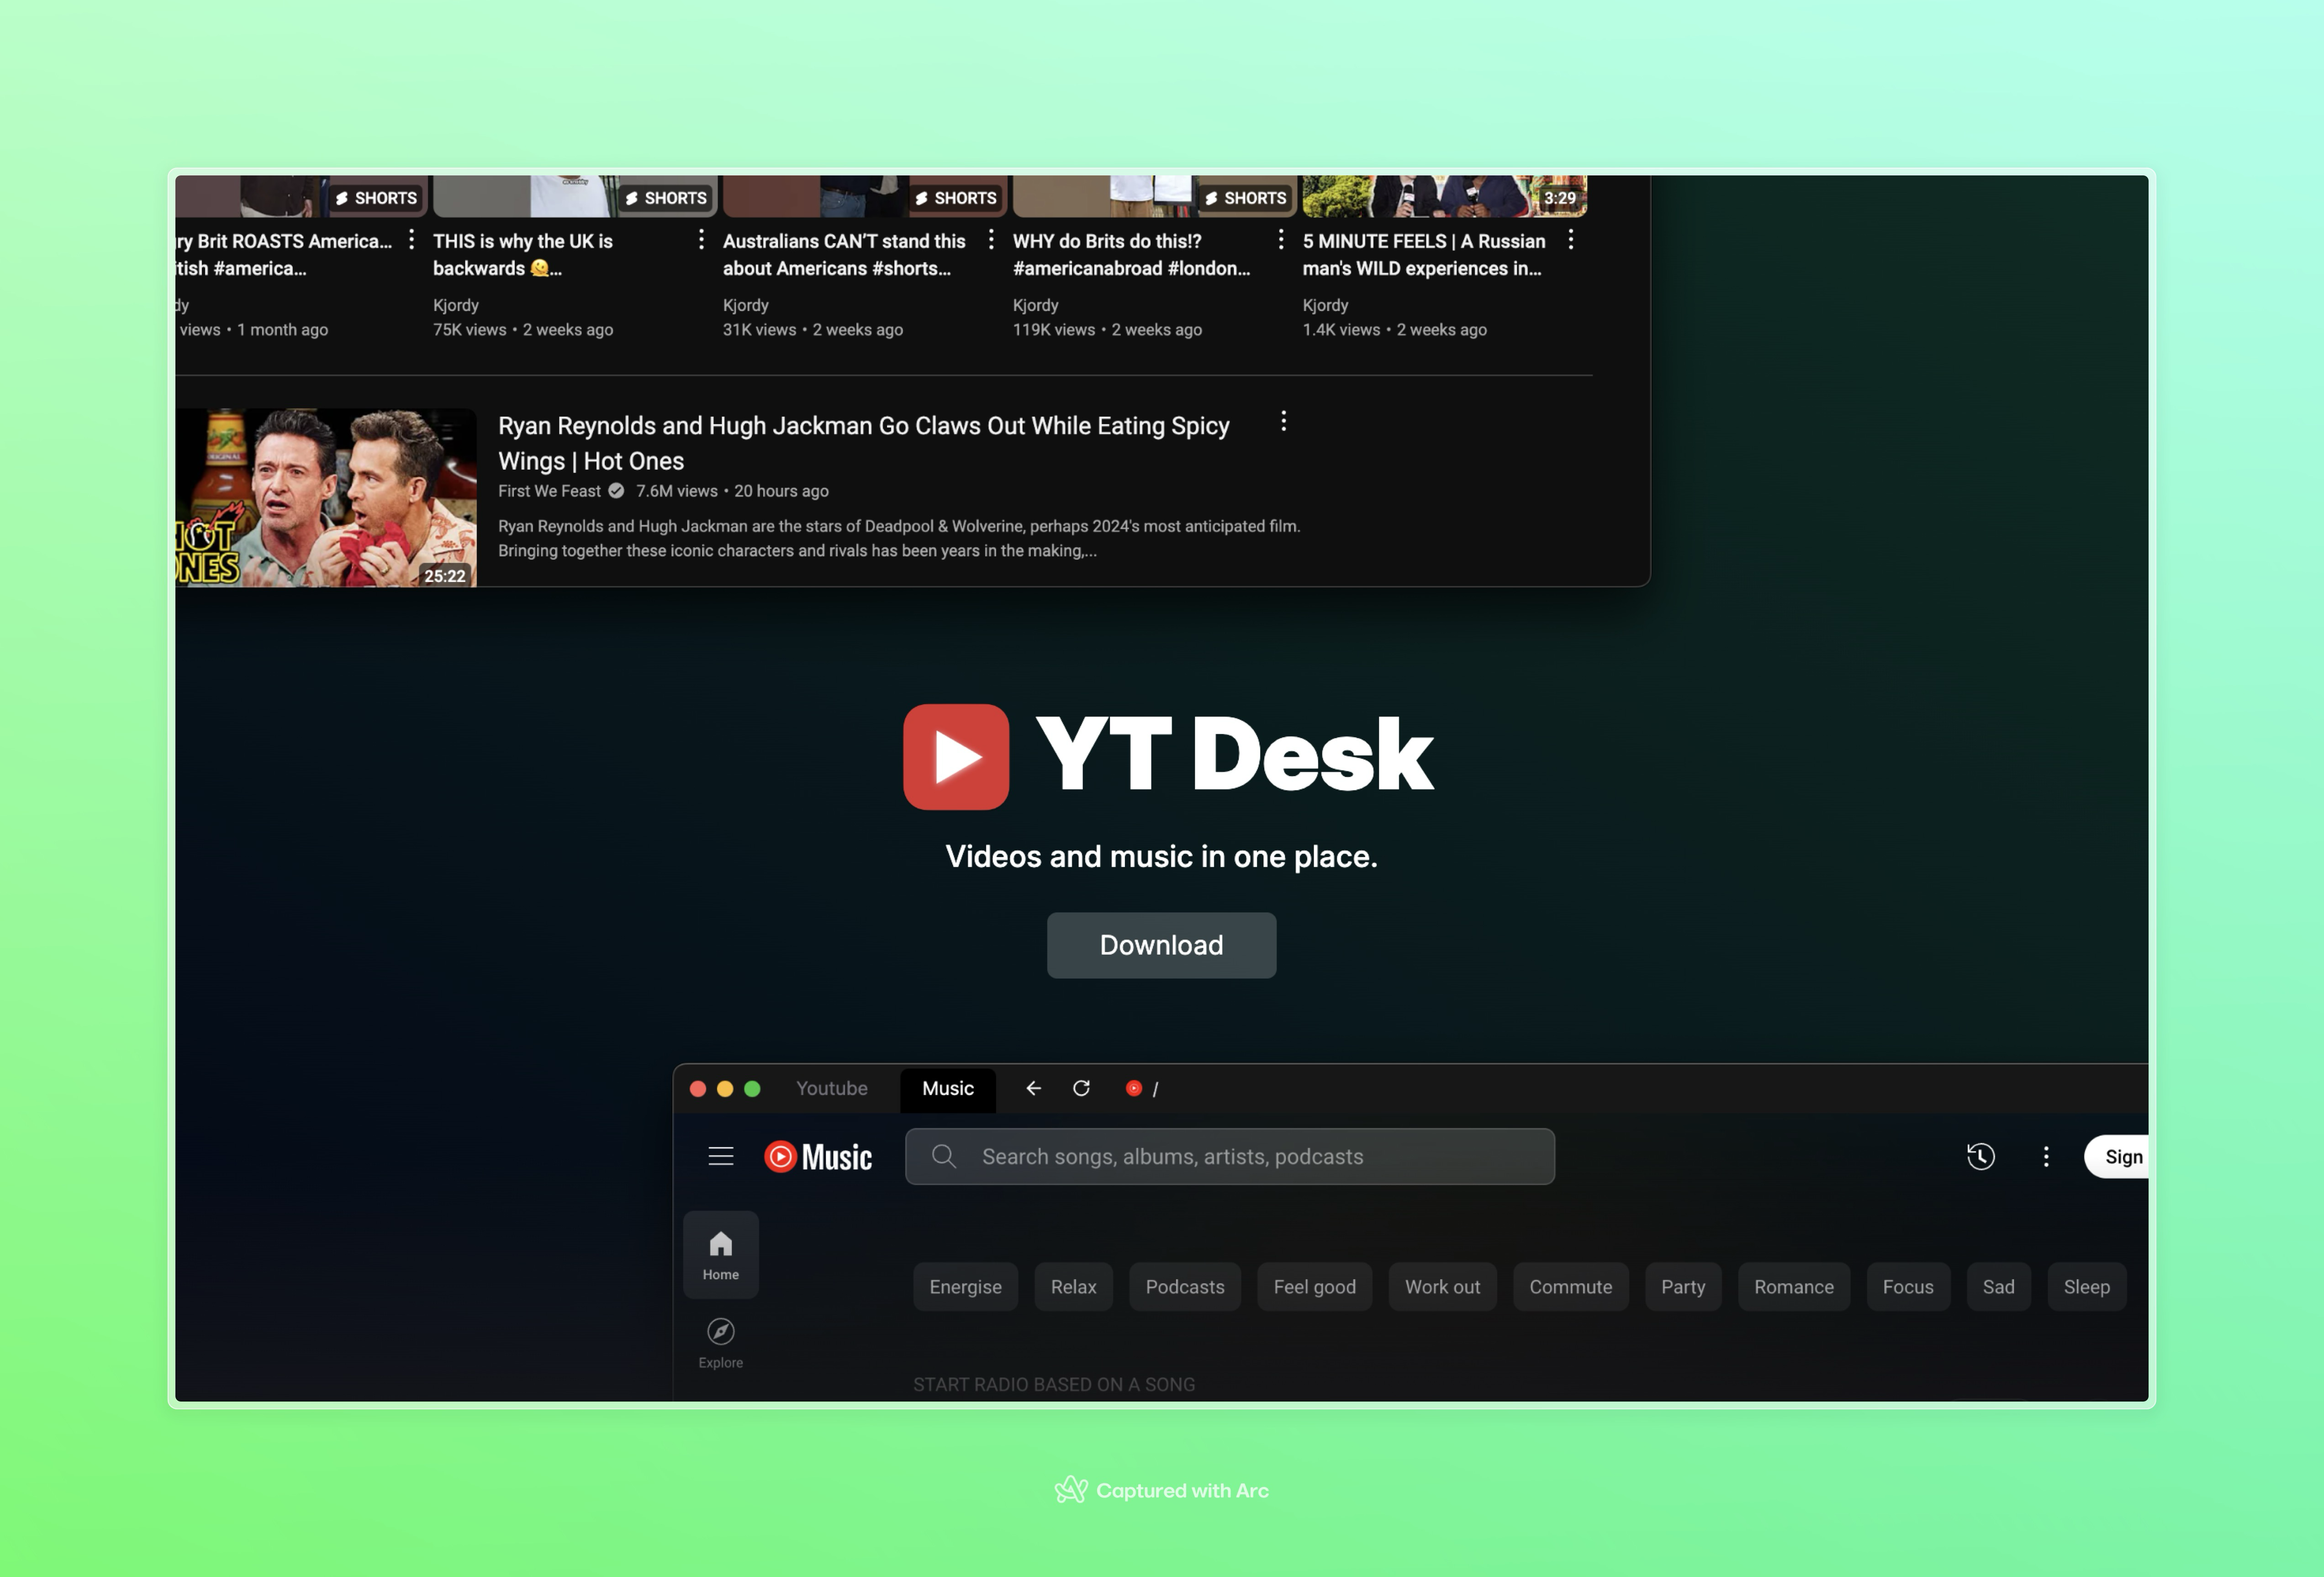 SHORTS
SHORTS
SHORTS
SHORTS
3:29
ry Brit ROASTS America...
itish #america...
dy
views • 1 month ago
THIS is why the UK is
backwards 🫠...
Kjordy
75K views • 2 weeks ago
Australians CAN'T stand this
about Americans #shorts...
Kjordy
31K views • 2 weeks ago
WHY do Brits do this!?
#americanabroad #london...
Kjordy
119K views • 2 weeks ago
5 MINUTE FEELS | A Russian
man's WILD experiences in...
Kjordy
1.4K views • 2 weeks ago
ORIGINAL
HOT
ONES
25:22
Ryan Reynolds and Hugh Jackman Go Claws Out While Eating Spicy
Wings | Hot Ones
First We Feast 7.6M views • 20 hours ago
Ryan Reynolds and Hugh Jackman are the stars of Deadpool & Wolverine, perhaps 2024's most anticipated film.
Bringing together these iconic characters and rivals has been years in the making,...
YT Desk
Videos and music in one place.
Download
Youtube Music /
Music
Search songs, albums, artists, podcasts
Sign
Home
Explore
Energise Relax Podcasts Feel good Work out Commute Party Romance Focus Sad Sleep
START RADIO BASED ON A SONG
Captured with Arc